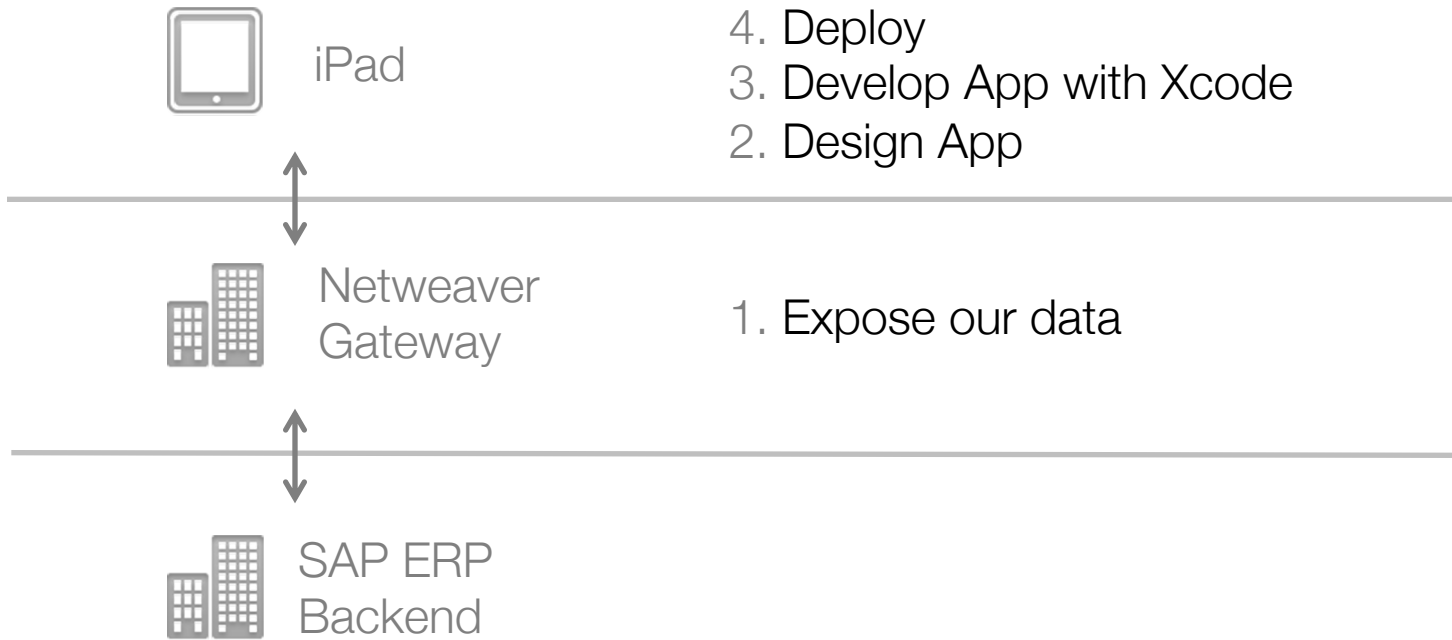 iPad
4. Deploy
3. Develop App with Xcode
2. Design App
Netweaver
Gateway
1. Expose our data
SAP ERP
Backend